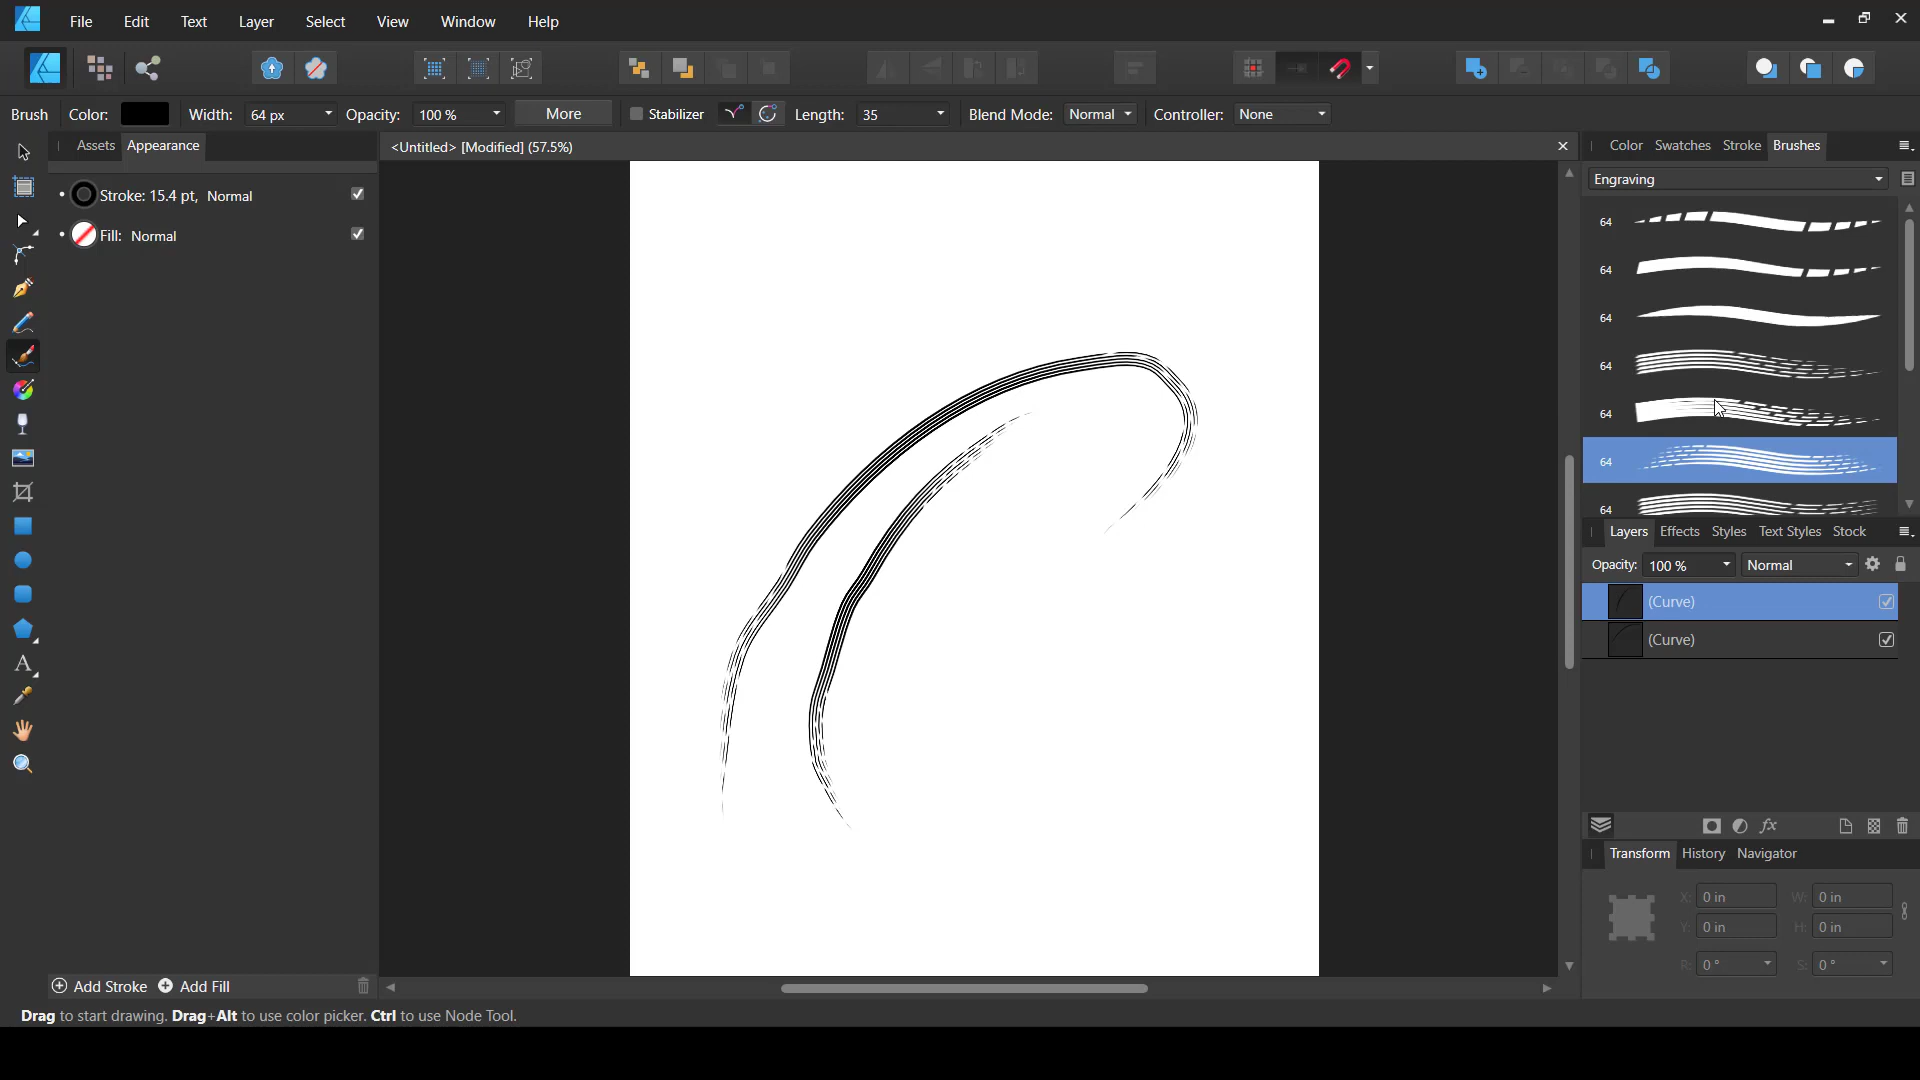 File Edit Text Layer Select View Window Help
Brush Color: Width: 64 px Opacity: 100 % More Stabilizer Length: 35 Blend Mode: Normal Controller: None
Assets Appearance
<Untitled> [Modified] (57.5%)
Color Swatches Stroke Brushes
Stroke: 15.4 pt, Normal
Fill: Normal
Engraving
64
64
64
64
64
64
64
Layers Effects Styles Text Styles Stock
Opacity: 100 % Normal
(Curve)
(Curve)
fx
Transform History Navigator
X: 0 in W: 0 in
Y: 0 in H: 0 in
R: 0 ° S: 0 °
Add Stroke Add Fill
Drag to start drawing. Drag+Alt to use color picker. Ctrl to use Node Tool.